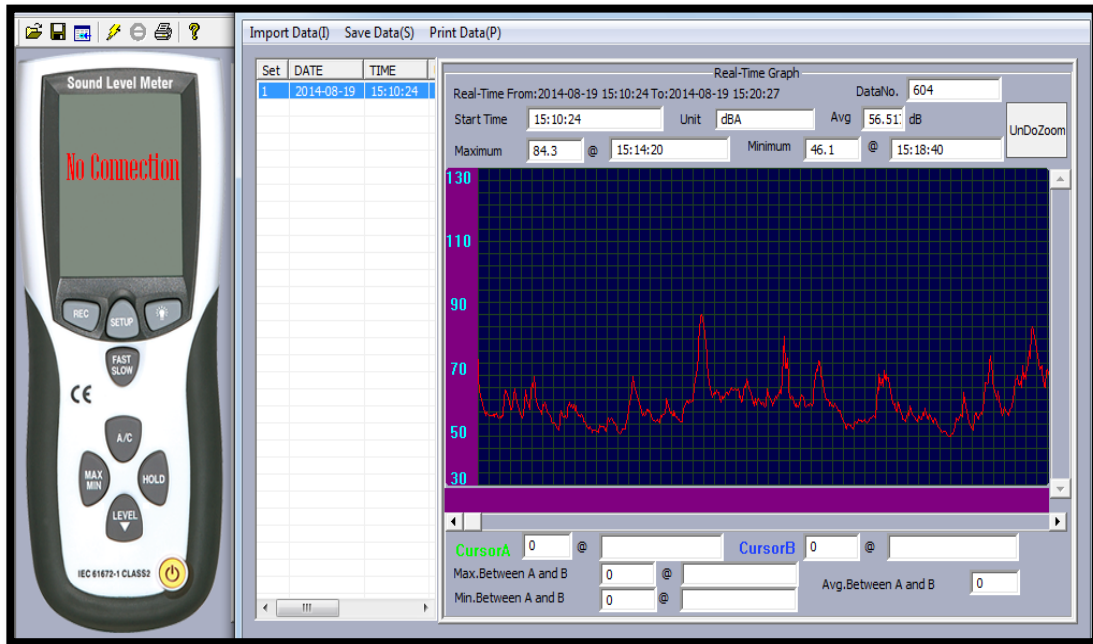 Import Data(I) Save Data(S) Print Data(P)
Sound Level Meter
No Connection
REC
SETUP
FAST
SLOW
CE
A/C
MAX
MIN
HOLD
LEVEL
IEC 61672-1 CLASS2
Set DATE TIME
1 2014-08-19 15:10:24
Real-Time Graph
Real-Time From:2014-08-19 15:10:24 To:2014-08-19 15:20:27 DataNo. 604
Start Time 15:10:24 Unit dBA Avg 56.51 dB
UnDoZoom
Maximum 84.3 @ 15:14:20 Minimum 46.1 @ 15:18:40
130
110
90
70
50
30
CursorA 0 @ CursorB 0 @
Max.Between A and B 0 @
Avg.Between A and B 0
Min.Between A and B 0 @